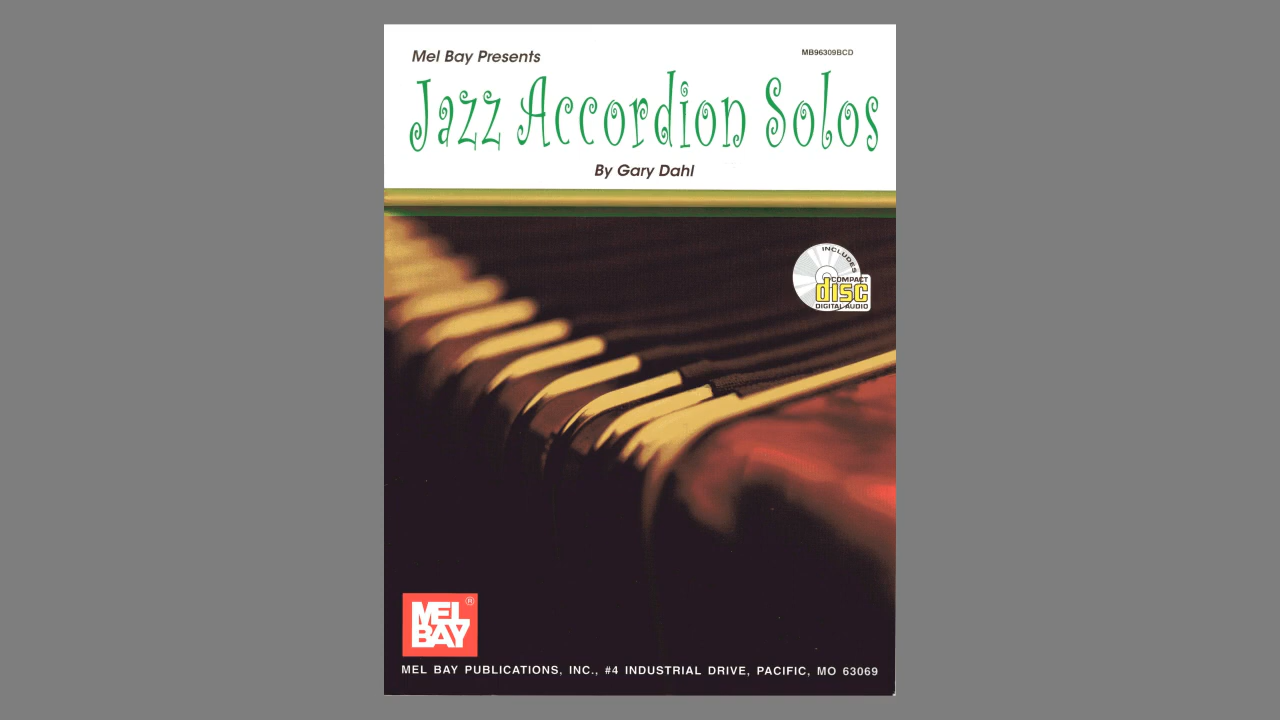 Mel Bay Presents
MB96309BCD
Jazz Accordion Solos
By Gary Dahl
INCLUDES
COMPACT
disc
DIGITAL AUDIO
MEL
BAY
®
MEL BAY PUBLICATIONS, INC., #4 INDUSTRIAL DRIVE, PACIFIC, MO 63069